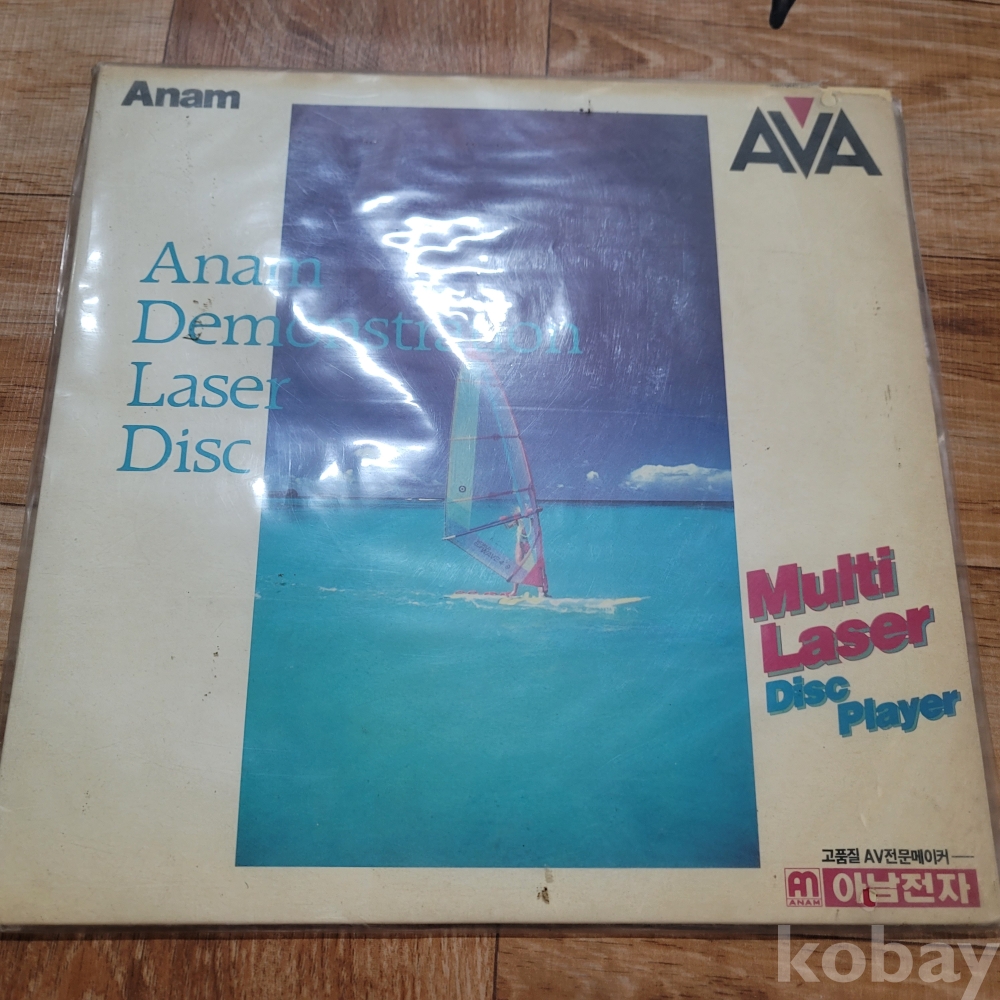 Anam
AVA
Anam
Demonstration
Laser
Disc
Multi
Laser
Disc
Player
고품질 AV전문메이커
ANAM
아남전자
kobay